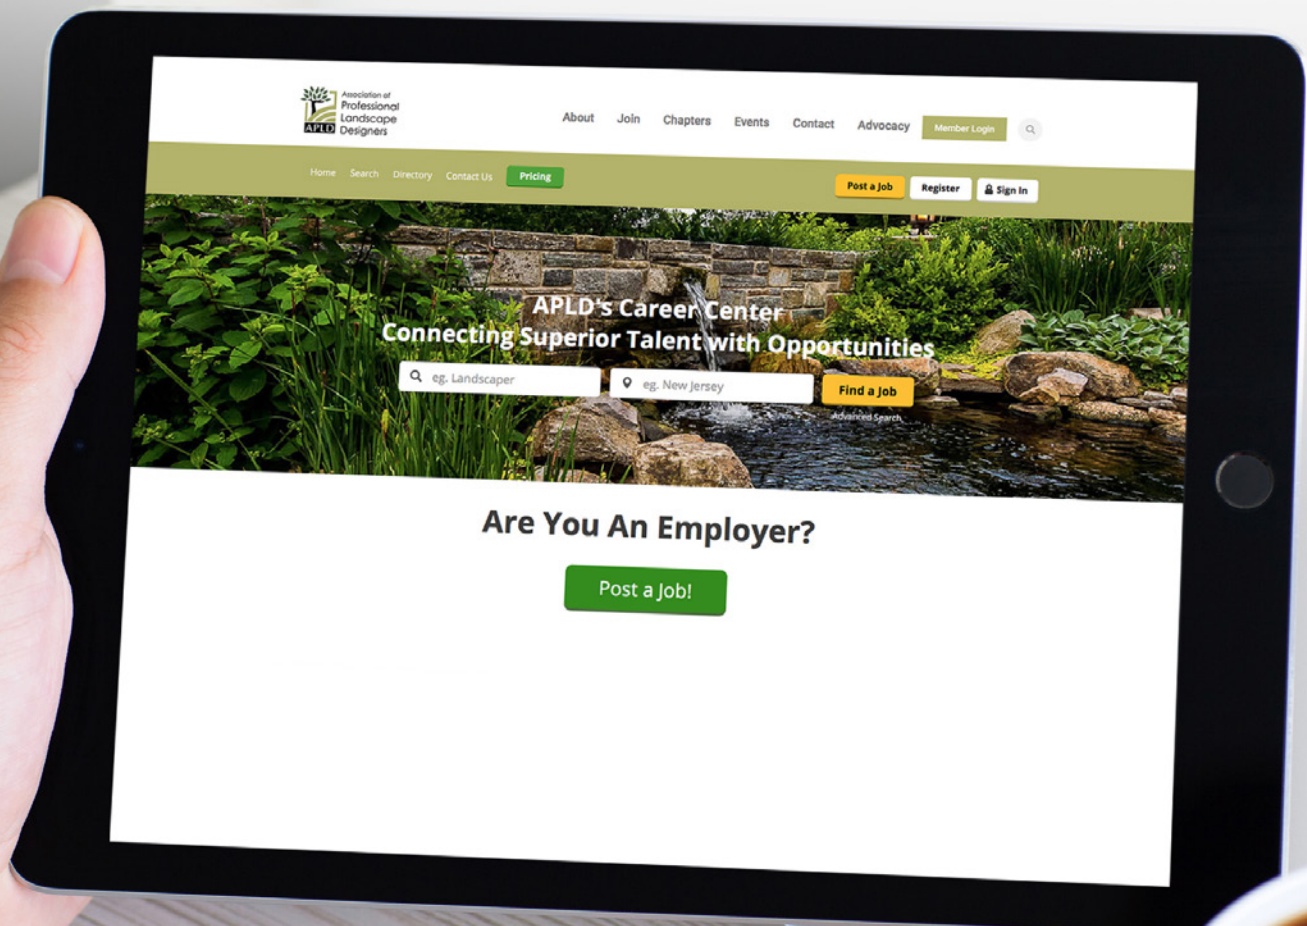 Association of
Professional
Landscape
Designers
APLD
About Join Chapters Events Contact Advocacy Member Login
Home Search Directory Contact Us Pricing
Post a Job Register Sign In
APLD's Career Center
Connecting Superior Talent with Opportunities
eg. Landscaper
eg. New Jersey
Find a Job
Advanced Search
Are You An Employer?
Post a Job!